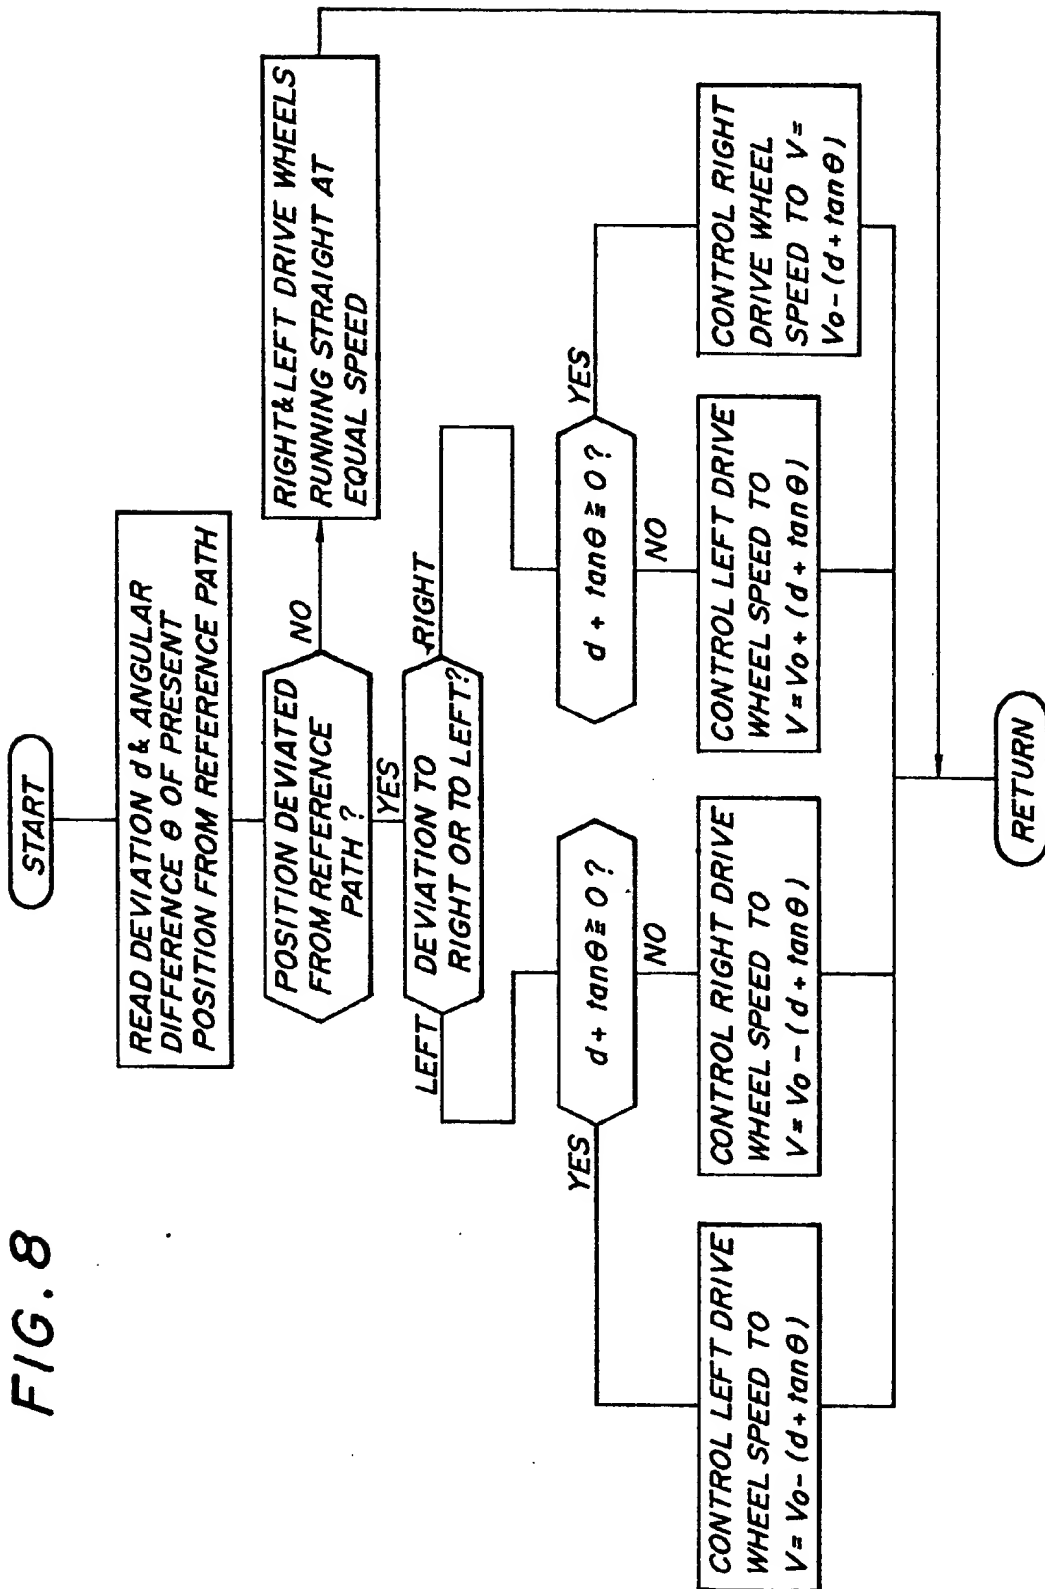 FIG. 8
START
READ DEVIATION d & ANGULAR
DIFFERENCE θ OF PRESENT
POSITION FROM REFERENCE PATH
POSITION DEVIATED
FROM REFERENCE
PATH ?
NO
RIGHT & LEFT DRIVE WHEELS
RUNNING STRAIGHT AT
EQUAL SPEED
YES
DEVIATION TO
RIGHT OR TO LEFT?
LEFT
RIGHT
d + tanθ ≧ 0 ?
YES
NO
d + tanθ ≧ 0 ?
YES
NO
CONTROL LEFT DRIVE
WHEEL SPEED TO
V = Vo - (d + tanθ)
CONTROL RIGHT DRIVE
WHEEL SPEED TO
V = Vo - (d + tanθ)
CONTROL LEFT DRIVE
WHEEL SPEED TO
V = Vo + (d + tanθ)
CONTROL RIGHT
DRIVE WHEEL
SPEED TO V =
Vo - (d + tanθ)
RETURN